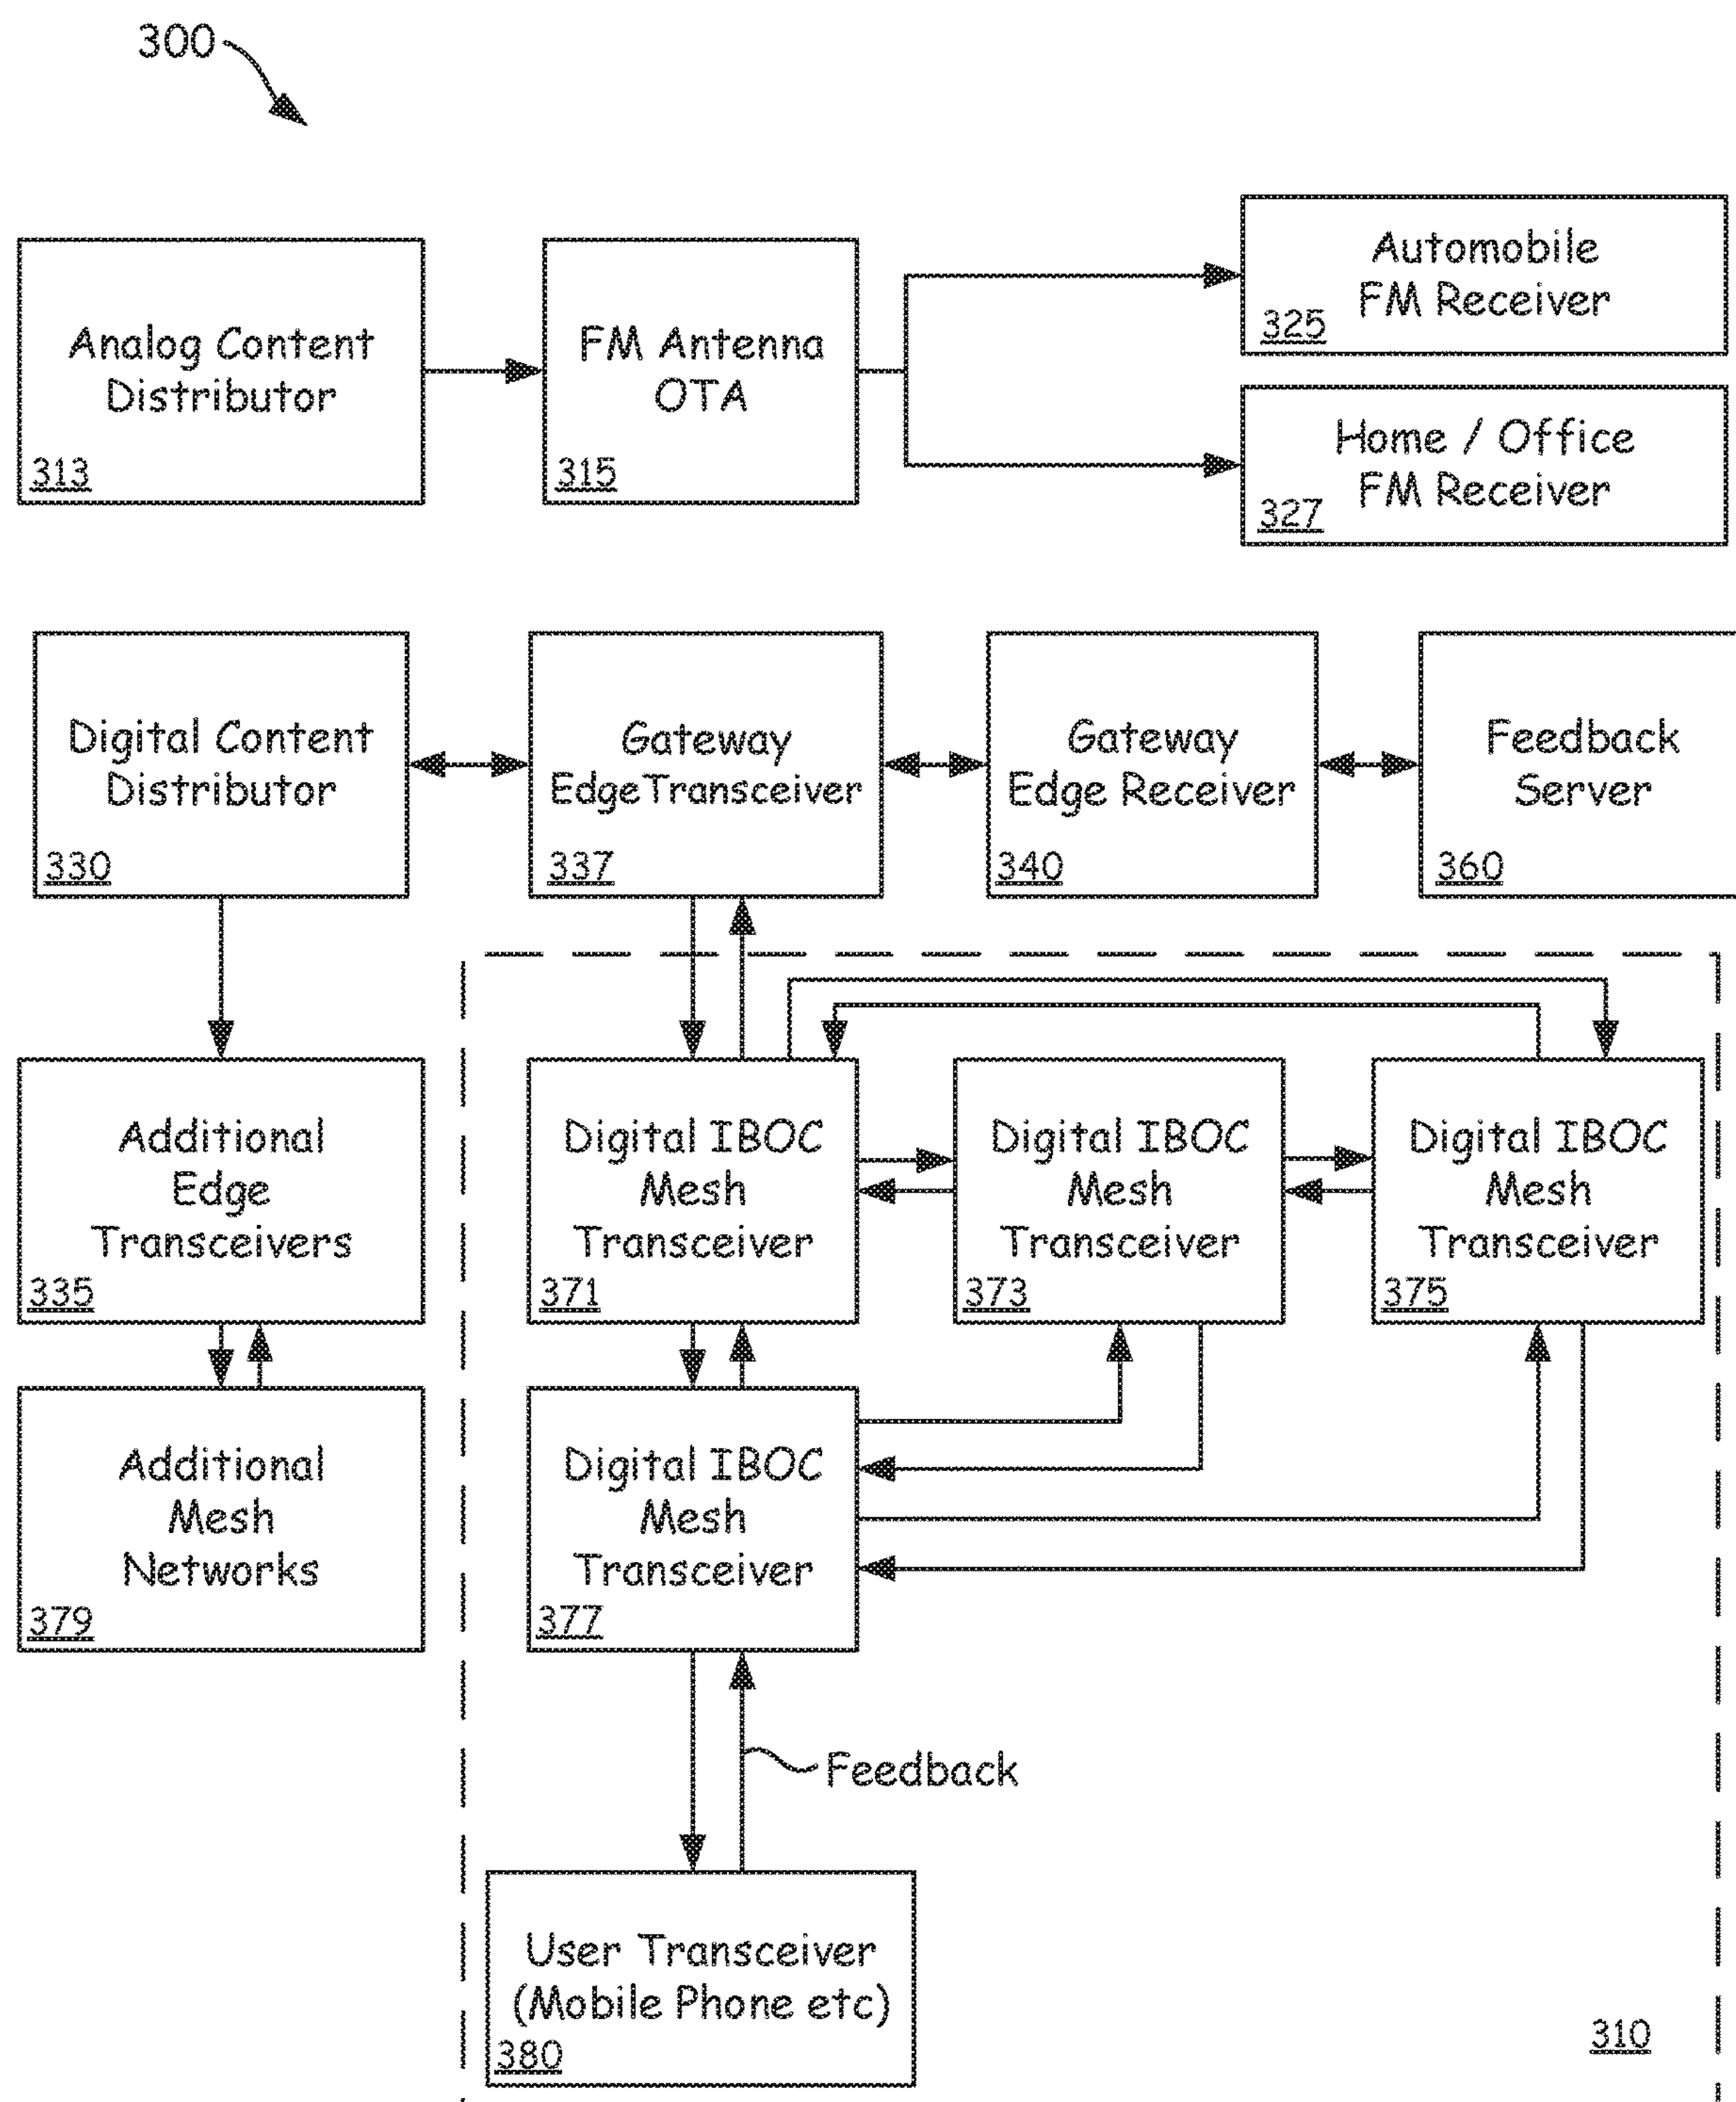 300
Analog Content
Distributor
313
FM Antenna
OTA
315
Automobile
FM Receiver
325
Home / Office
FM Receiver
327
Digital Content
Distributor
330
Gateway
EdgeTransceiver
337
Gateway
Edge Receiver
340
Feedback
Server
360
Additional
Edge
Transceivers
335
Digital IBOC
Mesh
Transceiver
371
Digital IBOC
Mesh
Transceiver
373
Digital IBOC
Mesh
Transceiver
375
Additional
Mesh
Networks
379
Digital IBOC
Mesh
Transceiver
377
Feedback
User Transceiver
(Mobile Phone etc)
380
310